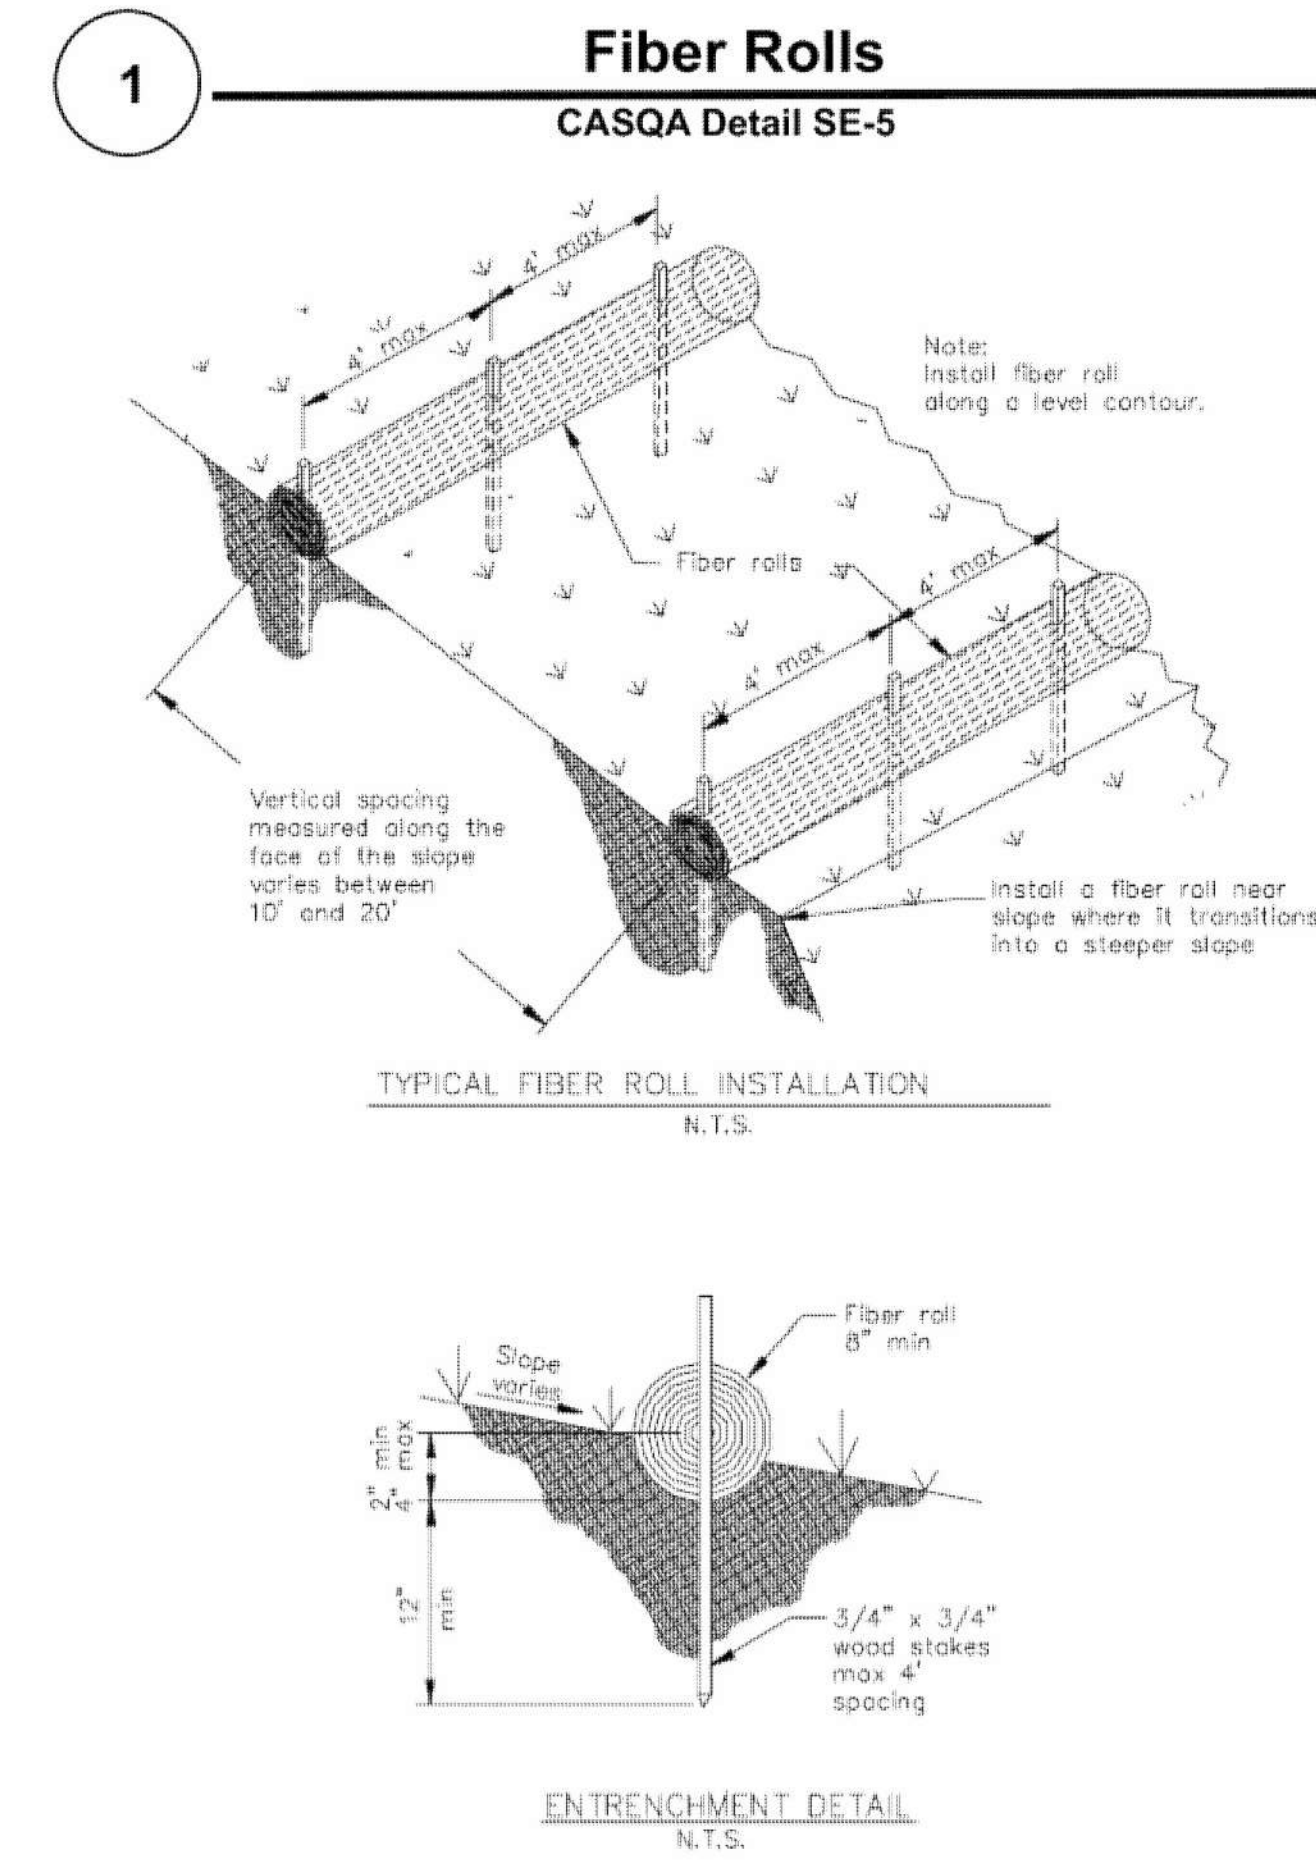 1
Fiber Rolls
CASQA Detail SE-5
4' max
4' max
Note:
Install fiber roll
along a level contour.
Fiber rolls
4' max
4' max
Vertical spacing
measured along the
face of the slope
varies between
10' and 20'
Install a fiber roll near
slope where it transitions
into a steeper slope
TYPICAL FIBER ROLL INSTALLATION
N.T.S.
Fiber roll
8" min
Slope
varies
2" min
4" max
12"
min
3/4" x 3/4"
wood stakes
max 4'
spacing
ENTRENCHMENT DETAIL
N.T.S.